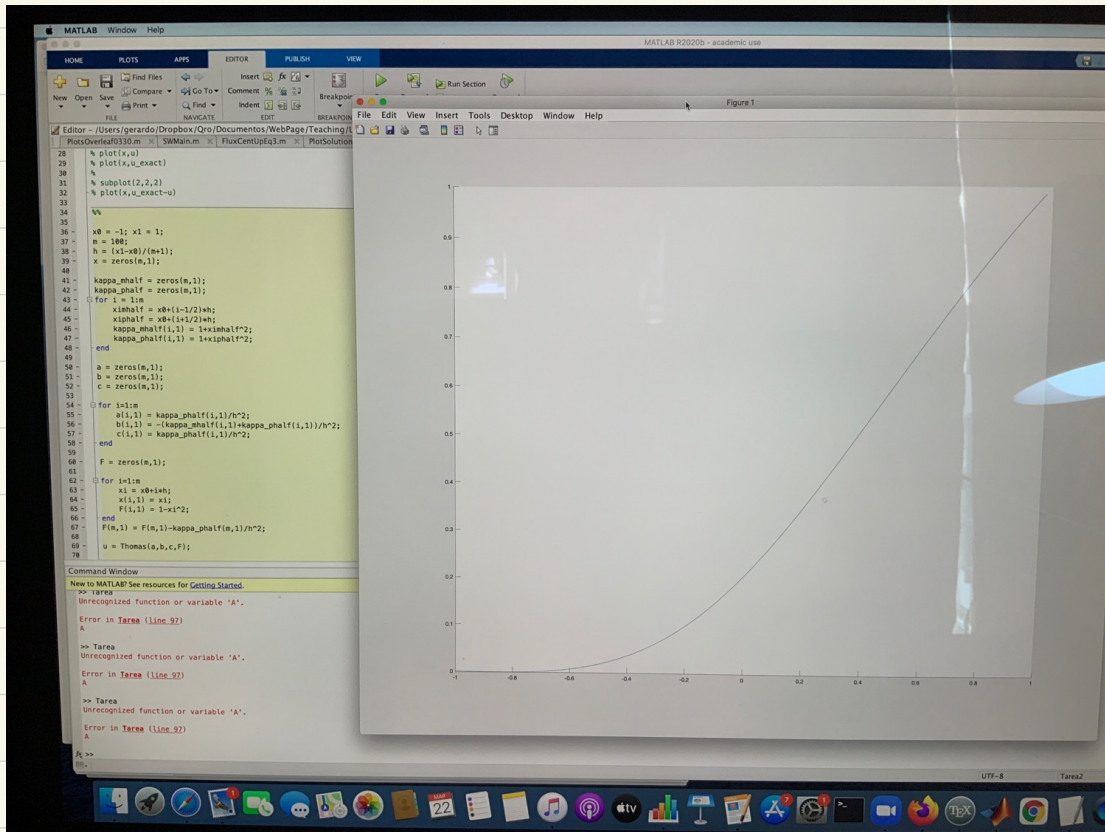 MATLAB Window Help
MATLAB R2020b - academic use
HOME PLOTS APPS EDITOR PUBLISH VIEW
New Open Save
Find Files
Compare
Print
Go To
Find
Insert fx
Comment %
Indent
Breakpoin
Run Section
FILE NAVIGATE EDIT BREAKPOIN
Editor - /Users/gerardo/Dropbox/Qro/Documentos/WebPage/Teaching/
PlotsOverleaf0330.m SWMain.m FluxCentUpEq3.m PlotSolution
28 % plot(x,u)
29 % plot(x,u_exact)
30 %
31 % subplot(2,2,2)
32 % plot(x,u_exact-u)
33
34 %%
35
36 - x0 = -1; x1 = 1;
37 - m = 100;
38 - h = (x1-x0)/(m+1);
39 - x = zeros(m,1);
40
41 - kappa_mhalf = zeros(m,1);
42 - kappa_phalf = zeros(m,1);
43 - for i = 1:m
44 - ximhalf = x0+(i-1/2)*h;
45 - xiphalf = x0+(i+1/2)*h;
46 - kappa_mhalf(i,1) = 1+ximhalf^2;
47 - kappa_phalf(i,1) = 1+xiphalf^2;
48 - end
49
50 - a = zeros(m,1);
51 - b = zeros(m,1);
52 - c = zeros(m,1);
53
54 - for i=1:m
55 - a(i,1) = kappa_phalf(i,1)/h^2;
56 - b(i,1) = -(kappa_mhalf(i,1)+kappa_phalf(i,1))/h^2;
57 - c(i,1) = kappa_phalf(i,1)/h^2;
58 - end
59
60 - F = zeros(m,1);
61
62 - for i=1:m
63 - xi = x0+i*h;
64 - x(i,1) = xi;
65 - F(i,1) = 1-xi^2;
66 - end
67 - F(m,1) = F(m,1)-kappa_phalf(m,1)/h^2;
68
69 - u = Thomas(a,b,c,F);
70
Command Window
New to MATLAB? See resources for Getting Started.
>> Tarea
Unrecognized function or variable 'A'.
Error in Tarea (line 97)
A
>> Tarea
Unrecognized function or variable 'A'.
Error in Tarea (line 97)
A
>> Tarea
Unrecognized function or variable 'A'.
Error in Tarea (line 97)
A
fx >>
Figure 1
File Edit View Insert Tools Desktop Window Help
1
0.9
0.8
0.7
0.6
0.5
0.4
0.3
0.2
0.1
0
-1 -0.8 -0.6 -0.4 -0.2 0 0.2 0.4 0.6 0.8 1
UTF-8 Tarea2
1
MAR
22
tv
7
1
TEX